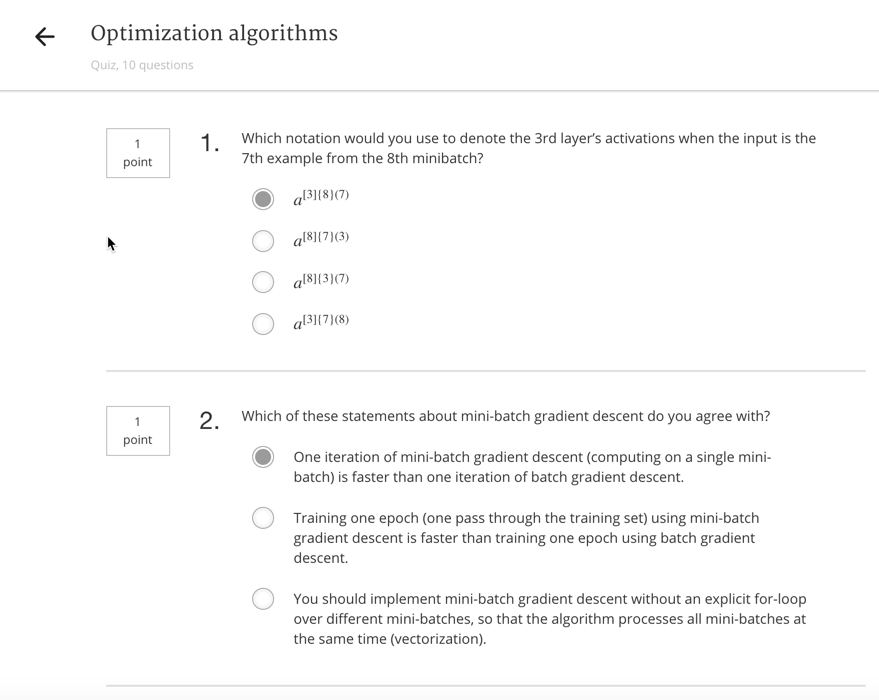 Optimization algorithms
Quiz, 10 questions
1
point
1.
Which notation would you use to denote the 3rd layer's activations when the input is the
7th example from the 8th minibatch?
a[3]{8}(7)
a[8]{7}(3)
a[8]{3}(7)
a[3]{7}(8)
1
point
2.
Which of these statements about mini-batch gradient descent do you agree with?
One iteration of mini-batch gradient descent (computing on a single mini-
batch) is faster than one iteration of batch gradient descent.
Training one epoch (one pass through the training set) using mini-batch
gradient descent is faster than training one epoch using batch gradient
descent.
You should implement mini-batch gradient descent without an explicit for-loop
over different mini-batches, so that the algorithm processes all mini-batches at
the same time (vectorization).